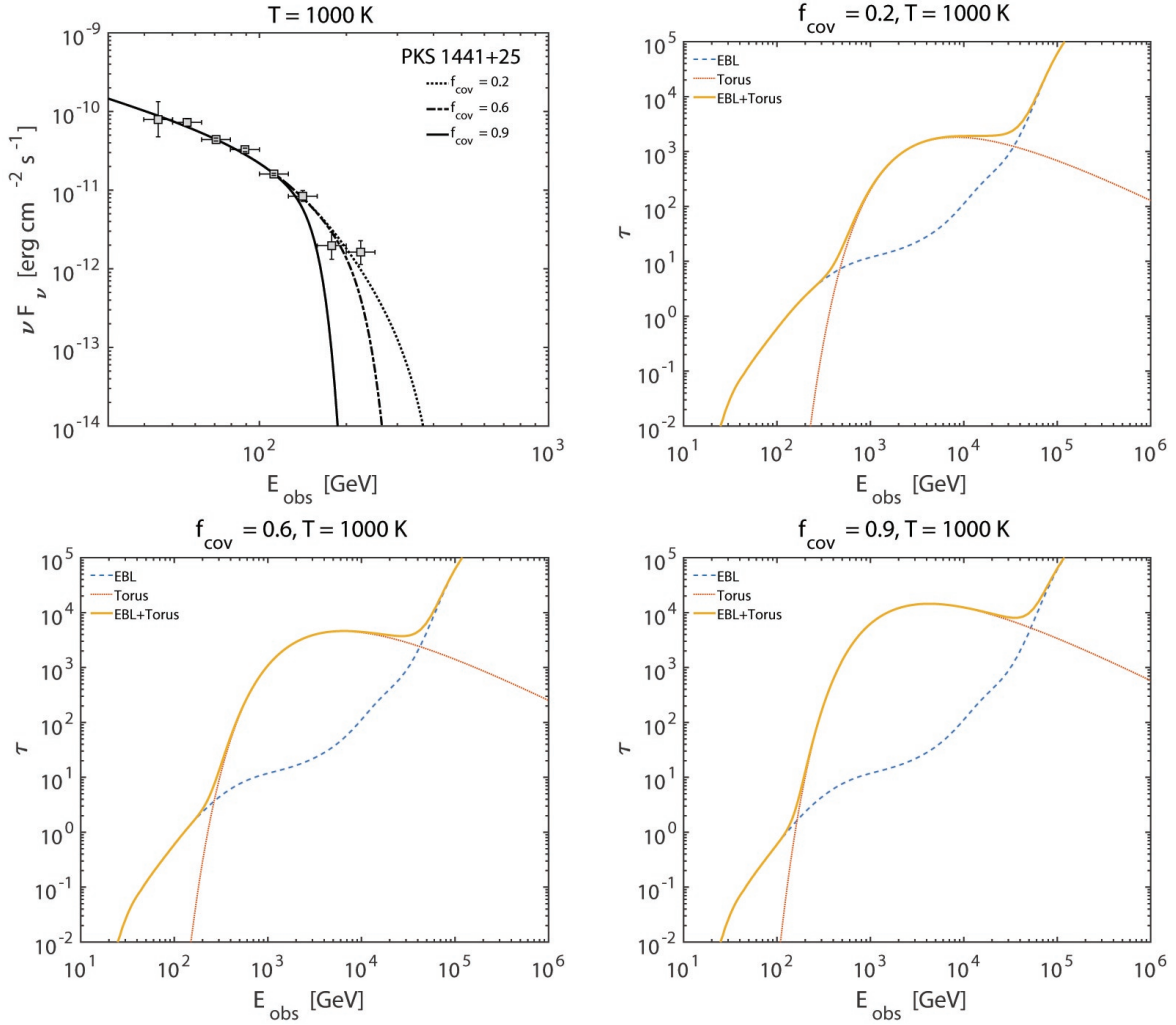 T = 1000 K
10^-9
10^-10
10^-11
10^-12
10^-13
10^-14
ν F_ν [erg cm^-2 s^-1]
PKS 1441+25
f_cov = 0.2
f_cov = 0.6
f_cov = 0.9
10^2
10^3
E_obs [GeV]
f_cov = 0.2, T = 1000 K
10^5
10^4
10^3
10^2
10^1
10^0
10^-1
10^-2
τ
EBL
Torus
EBL+Torus
10^1
10^2
10^3
10^4
10^5
10^6
E_obs [GeV]
f_cov = 0.6, T = 1000 K
10^5
10^4
10^3
10^2
10^1
10^0
10^-1
10^-2
τ
EBL
Torus
EBL+Torus
10^1
10^2
10^3
10^4
10^5
10^6
E_obs [GeV]
f_cov = 0.9, T = 1000 K
10^5
10^4
10^3
10^2
10^1
10^0
10^-1
10^-2
τ
EBL
Torus
EBL+Torus
10^1
10^2
10^3
10^4
10^5
10^6
E_obs [GeV]